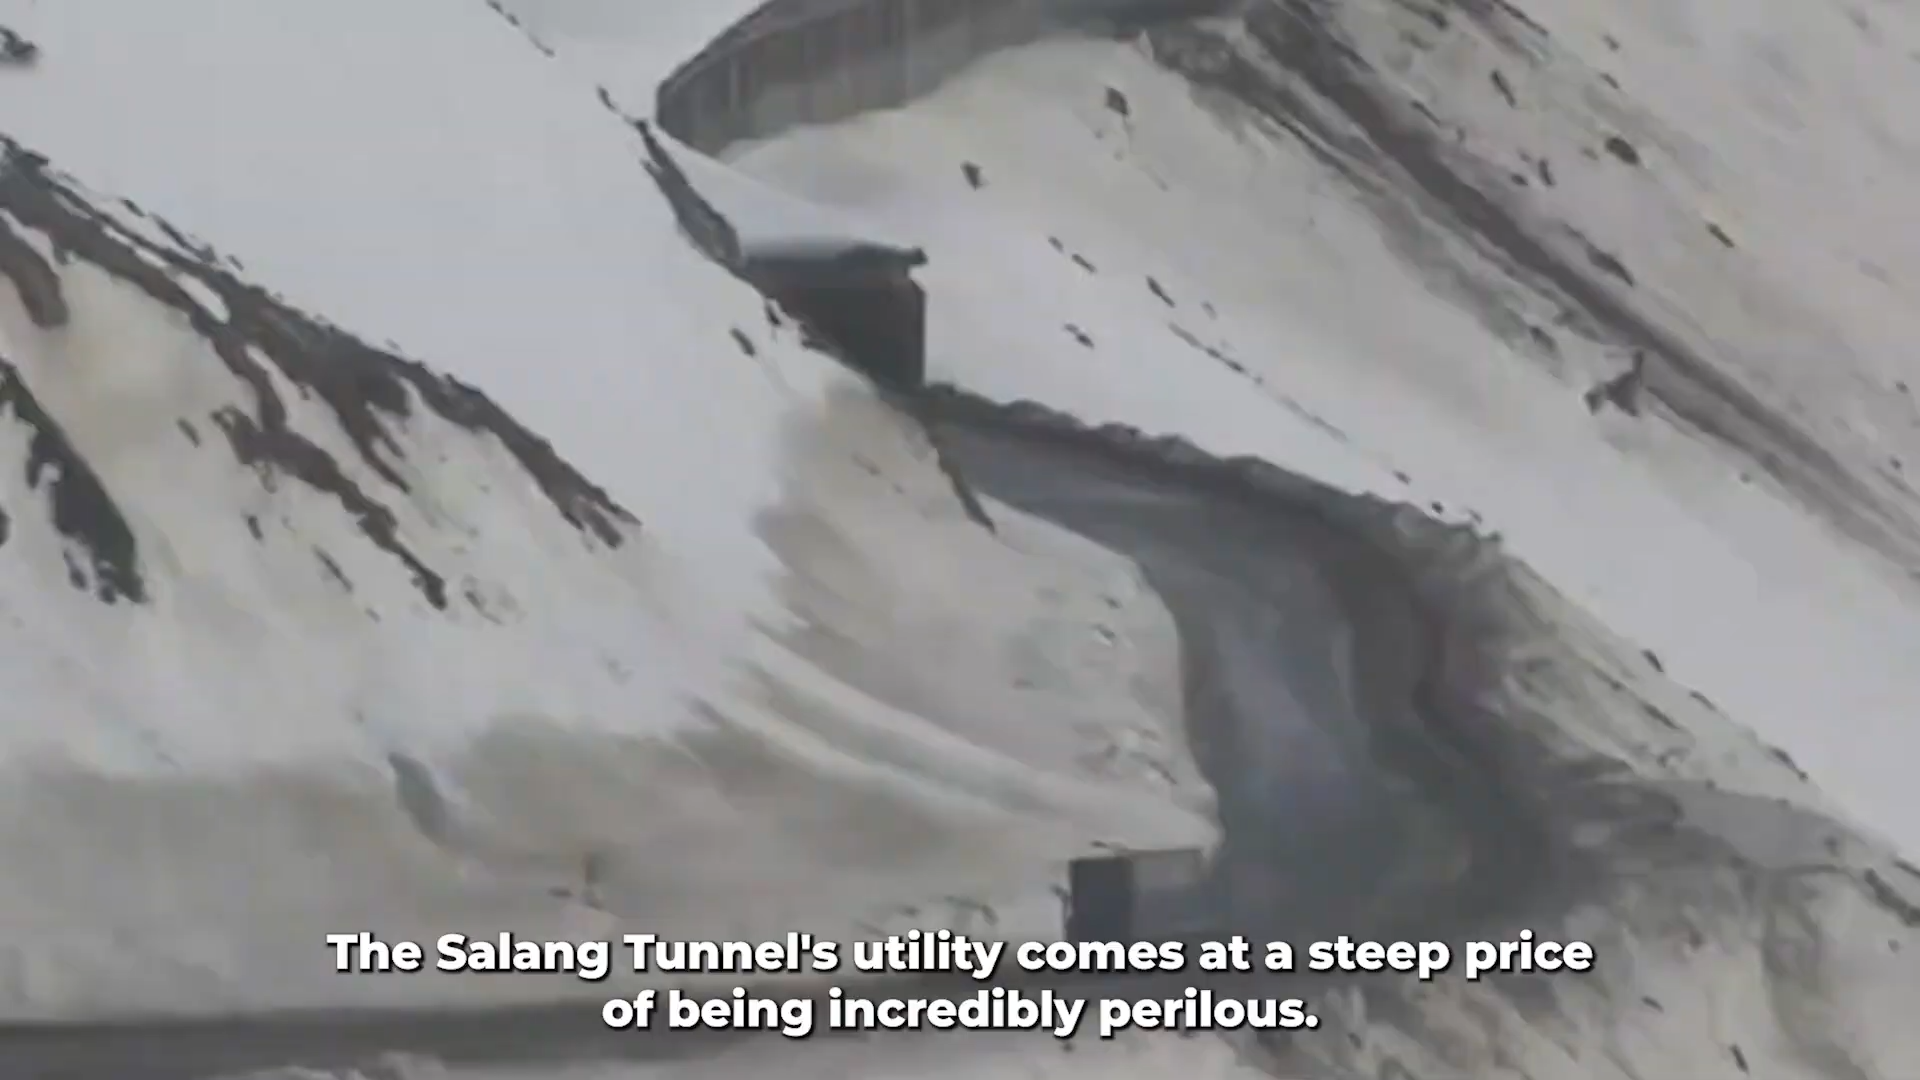 The Salang Tunnel's utility comes at a steep price
of being incredibly perilous.